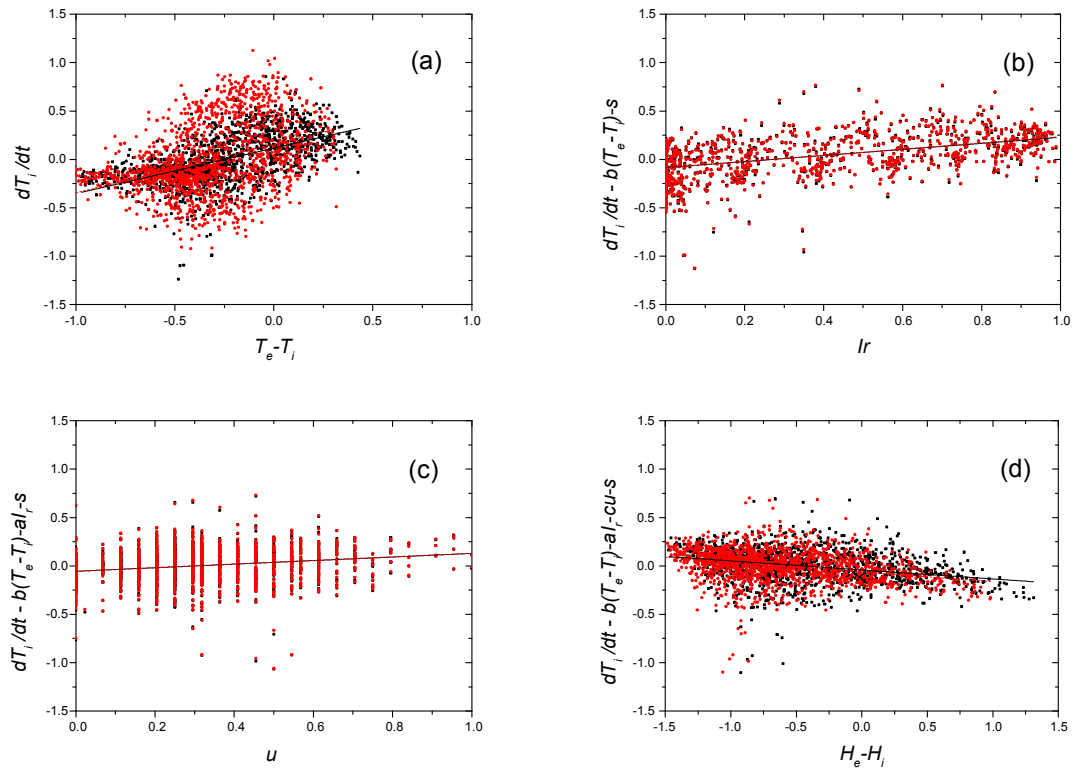 1.5
1.0
0.5
0.0
-0.5
-1.0
-1.5
-1.0 -0.5 0.0 0.5 1.0
dT_i/dt
T_e-T_i
(a)
1.5
1.0
0.5
0.0
-0.5
-1.0
-1.5
0.0 0.2 0.4 0.6 0.8 1.0
dT_i/dt - b(T_e-T_i)-s
Ir
(b)
1.5
1.0
0.5
0.0
-0.5
-1.0
-1.5
0.0 0.2 0.4 0.6 0.8 1.0
dT_i/dt - b(T_e-T_i)-aI_r-s
u
(c)
1.5
1.0
0.5
0.0
-0.5
-1.0
-1.5
-1.5 -1.0 -0.5 0.0 0.5 1.0 1.5
dT_i/dt - b(T_e-T_i)-aI_r-cu-s
H_e-H_i
(d)